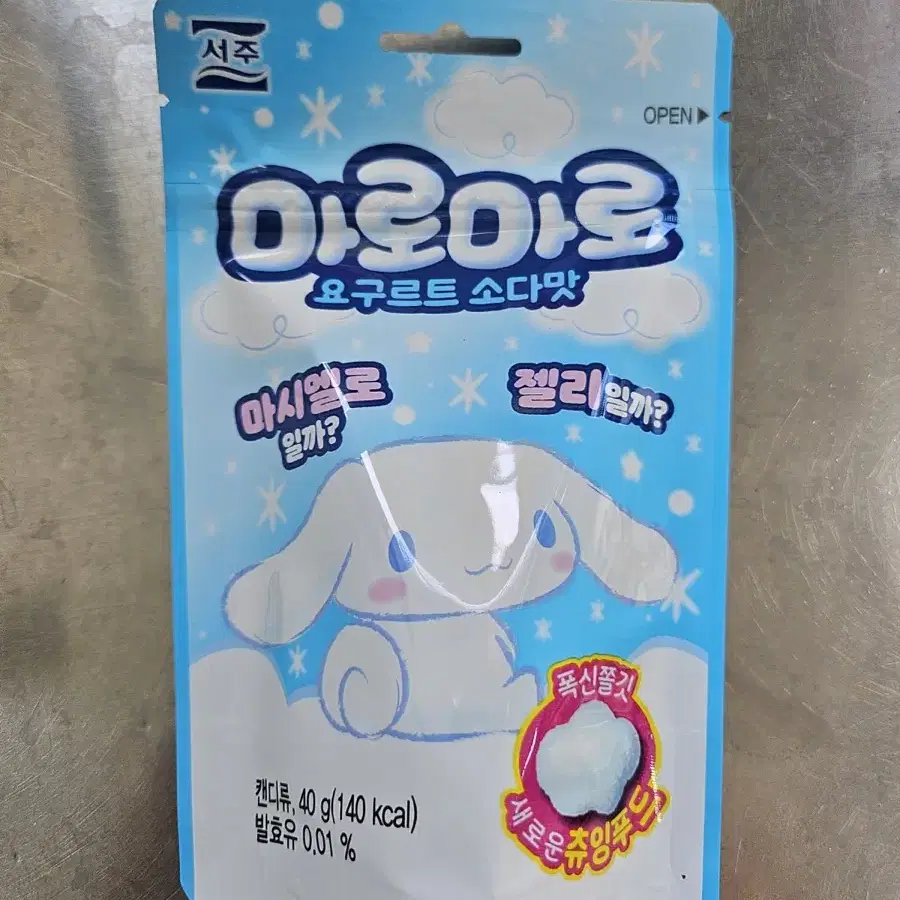 서주
OPEN▶
마로마로
요구르트 소다맛
마시멜로
일까?
젤리일까?
폭신쫄깃
새로운 츄잉푸드
캔디류, 40 g(140 kcal)
발효유 0.01 %